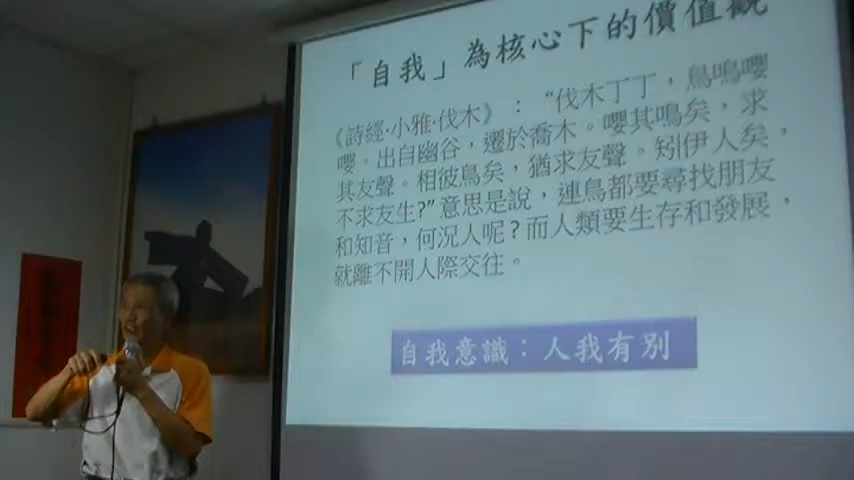 「自我」為核心下的價值觀
《詩經·小雅·伐木》：“伐木丁丁，鳥鳴嚶
嚶。出自幽谷，遷於喬木。嚶其鳴矣，求
其友聲。相彼鳥矣，猶求友聲。矧伊人矣，
不求友生?”意思是說，連鳥都要尋找朋友
和知音，何況人呢？而人類要生存和發展，
就離不開人際交往。
自我意識：人我有別